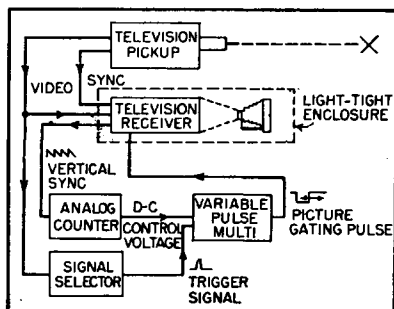 TELEVISION
PICKUP
VIDEO
SYNC
TELEVISION
RECEIVER
LIGHT-TIGHT
ENCLOSURE
VERTICAL
SYNC
ANALOG
COUNTER
D-C
CONTROL
VOLTAGE
VARIABLE
PULSE
MULTI
PICTURE
GATING PULSE
SIGNAL
SELECTOR
TRIGGER
SIGNAL